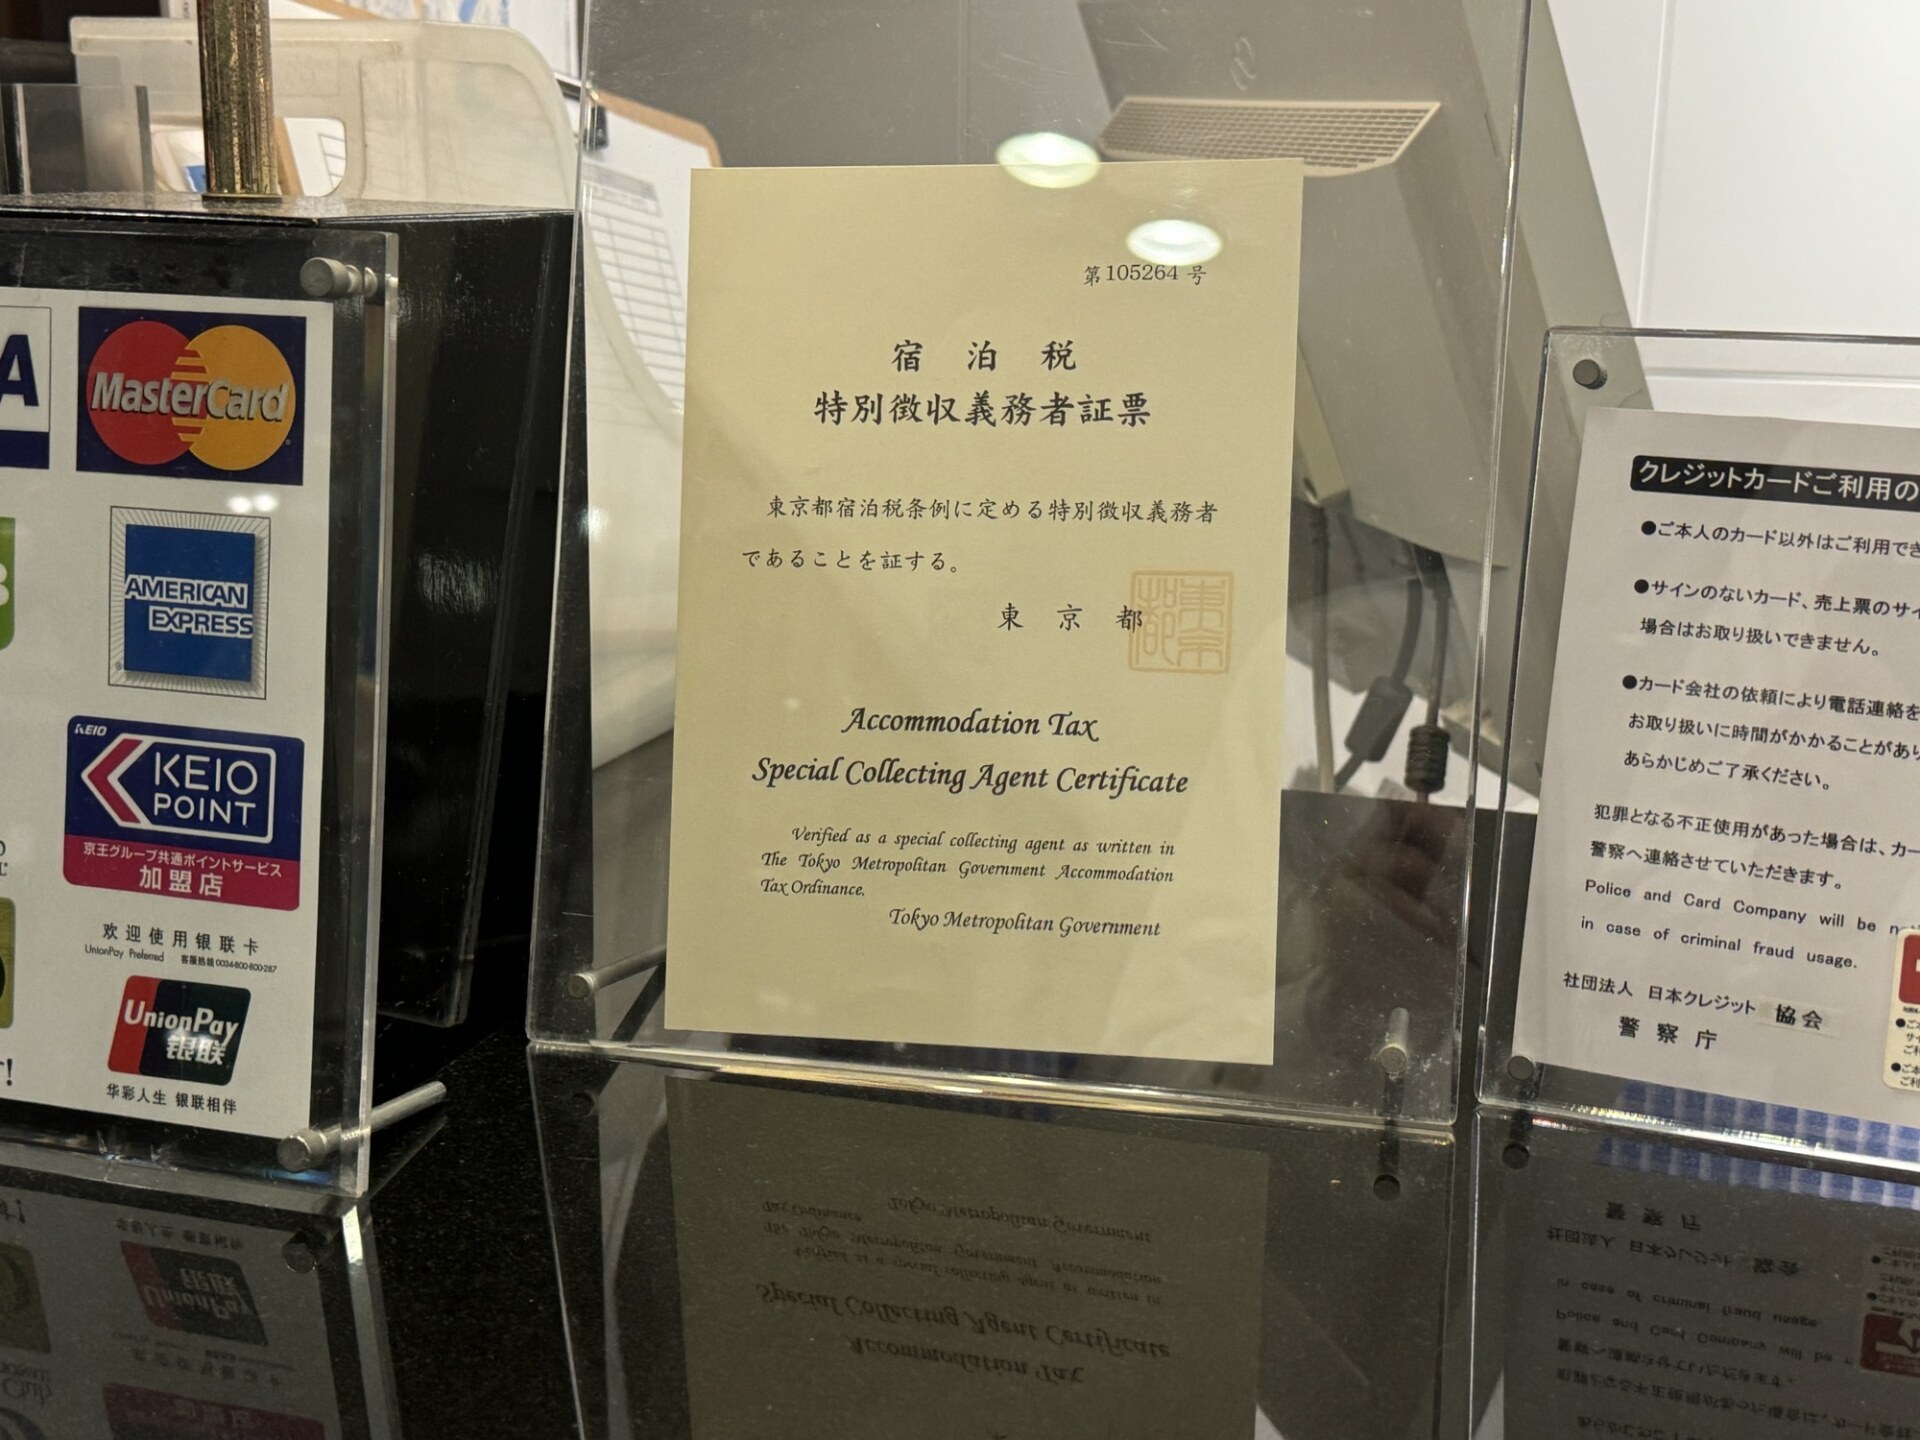 A
MasterCard
AMERICAN
EXPRESS
KEIO
KEIO
POINT
京王グループ共通ポイントサービス
加盟店
欢迎使用银联卡
UnionPay Preferred 客服热线0034-800-800-287
UnionPay
银联
华彩人生 银联相伴
第105264号
宿泊税
特別徴収義務者証票
東京都宿泊税条例に定める特別徴収義務者
であることを証する。
東京都
Accommodation Tax
Special Collecting Agent Certificate
Verified as a special collecting agent as written in
The Tokyo Metropolitan Government Accommodation
Tax Ordinance.
Tokyo Metropolitan Government
クレジットカードご利用の
●ご本人のカード以外はご利用でき
●サインのないカード、売上票のサイ
場合はお取り扱いできません。
●カード会社の依頼により電話連絡を
お取り扱いに時間がかかることがあり
あらかじめご了承ください。
犯罪となる不正使用があった場合は、カー
警察へ連絡させていただきます。
Police and Card Company will be
in case of criminal fraud usage.
社団法人 日本クレジット協会
警察庁